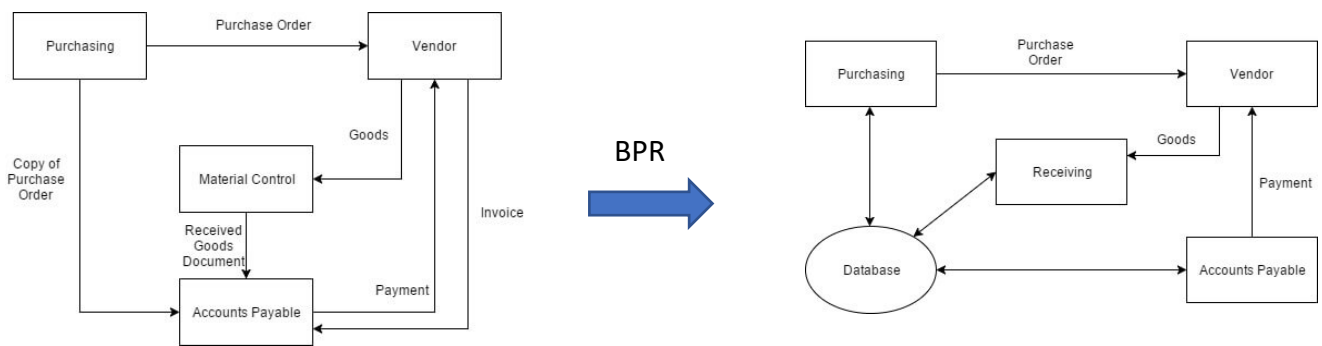 Purchase Order
Purchasing
Vendor
Goods
Copy of
Purchase
Order
Material Control
Invoice
Received
Goods
Document
Payment
Accounts Payable
BPR
Purchase
Order
Purchasing
Vendor
Goods
Receiving
Payment
Database
Accounts Payable